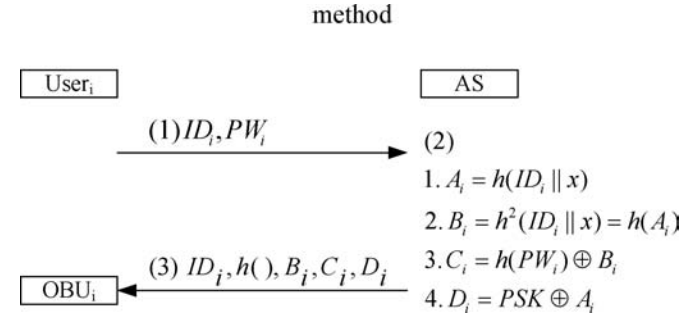 method
User_i AS
(1) ID_i, PW_i
(2)
1. A_i = h(ID_i || x)
2. B_i = h²(ID_i || x) = h(A_i)
(3) ID_i, h( ), B_i, C_i, D_i
3. C_i = h(PW_i) ⊕ B_i
OBU_i
4. D_i = PSK ⊕ A_i